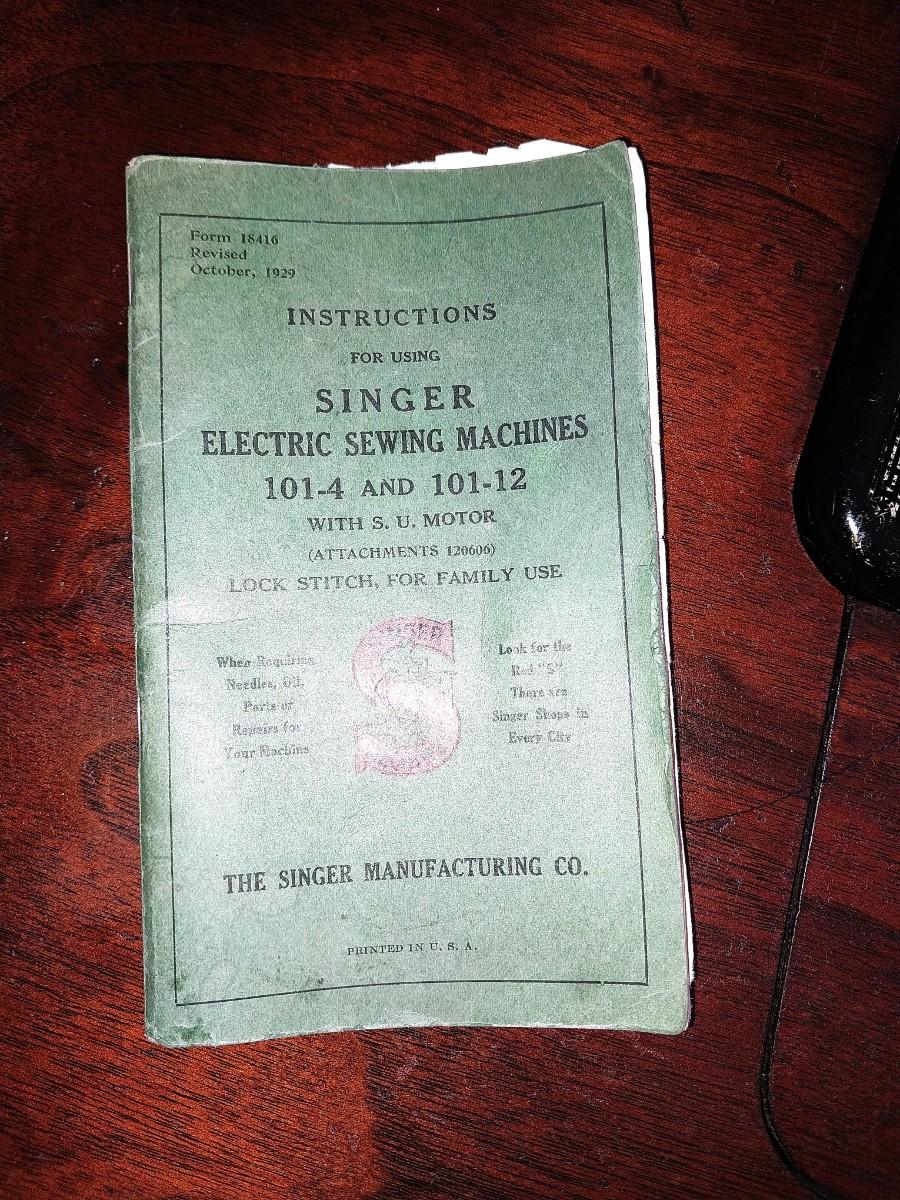 Form 18416
Revised
October, 1929
INSTRUCTIONS
FOR USING
SINGER
ELECTRIC SEWING MACHINES
101-4 AND 101-12
WITH S. U. MOTOR
(ATTACHMENTS 120606)
LOCK STITCH, FOR FAMILY USE
When Requiring
Needles, Oil,
Parts or
Repairs for
Your Machine
SINGER
Look for the
Red "S"
There are
Singer Shops in
Every City
THE SINGER MANUFACTURING CO.
PRINTED IN U. S. A.